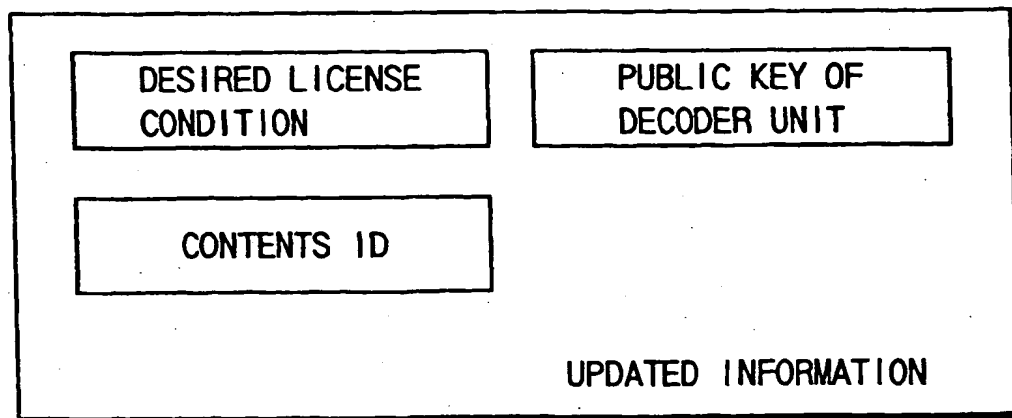 DESIRED LICENSE
CONDITION
PUBLIC KEY OF
DECODER UNIT
CONTENTS ID
UPDATED INFORMATION